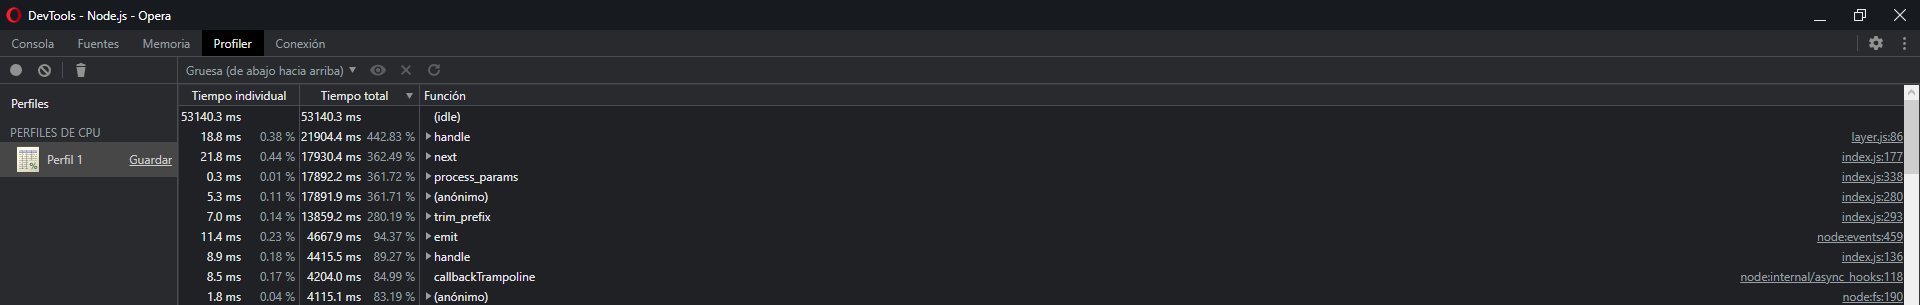 DevTools - Node.js - Opera
Consola Fuentes Memoria Profiler Conexión
Gruesa (de abajo hacia arriba) ▼
Perfiles
PERFILES DE CPU
Perfil 1 Guardar
Tiempo individual Tiempo total ▼ Función
53140.3 ms 53140.3 ms (idle)
18.8 ms 0.38 % 21904.4 ms 442.83 % handle layer.js:86
21.8 ms 0.44 % 17930.4 ms 362.49 % next index.js:177
0.3 ms 0.01 % 17892.2 ms 361.72 % process_params index.js:338
5.3 ms 0.11 % 17891.9 ms 361.71 % (anónimo) index.js:280
7.0 ms 0.14 % 13859.2 ms 280.19 % trim_prefix index.js:293
11.4 ms 0.23 % 4667.9 ms 94.37 % emit node:events:459
8.9 ms 0.18 % 4415.5 ms 89.27 % handle index.js:136
8.5 ms 0.17 % 4204.0 ms 84.99 % callbackTrampoline node:internal/async_hooks:118
1.8 ms 0.04 % 4115.1 ms 83.19 % (anónimo) node:fs:190